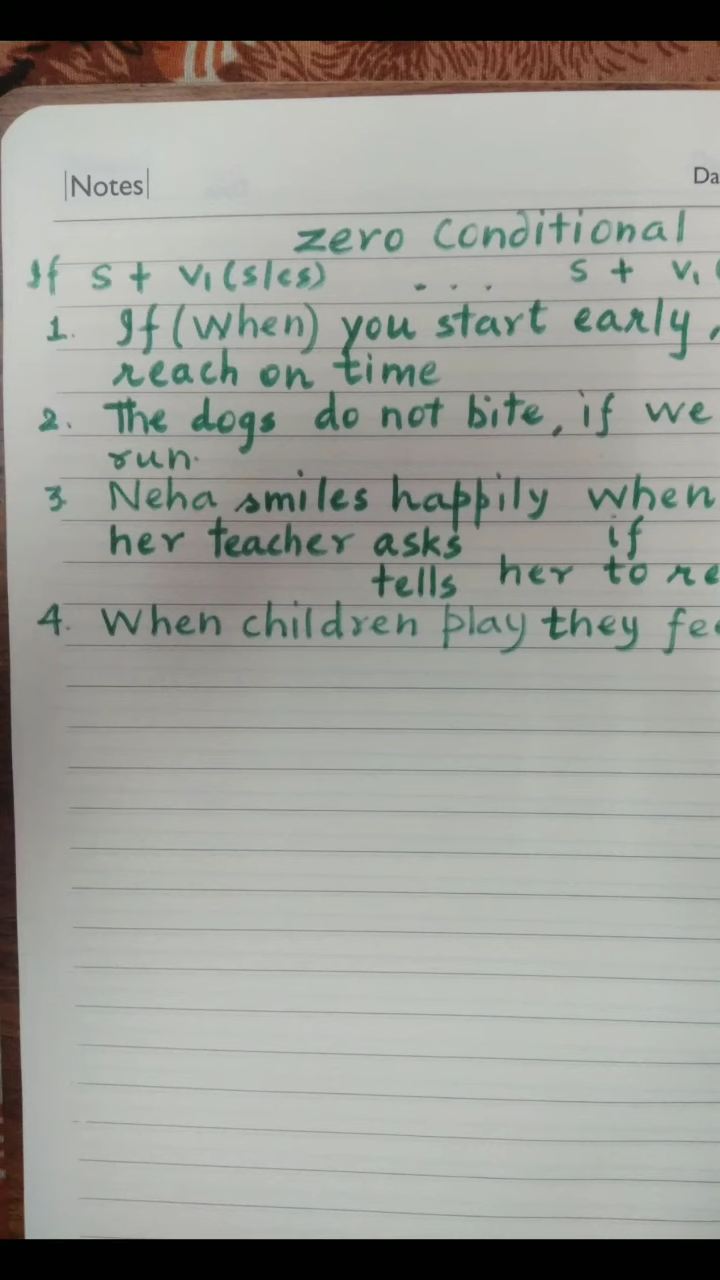 |Notes|
Da
zero Conditional
If S + V1 (s/es) . . . S + V1 (
1. If (when) you start early,
reach on time
2. The dogs do not bite, if we
run.
3 Neha smiles happily when
her teacher asks if
tells her to re
4. When children play they fee